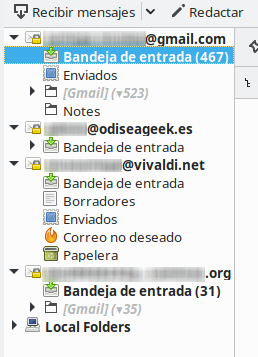 Recibir mensajes Redactar
@gmail.com
Bandeja de entrada (467)
Enviados
[Gmail] (▾523)
Notes
@odiseageek.es
Bandeja de entrada
@vivaldi.net
Bandeja de entrada
Borradores
Enviados
Correo no deseado
Papelera
.org
Bandeja de entrada (31)
[Gmail] (▾35)
Local Folders